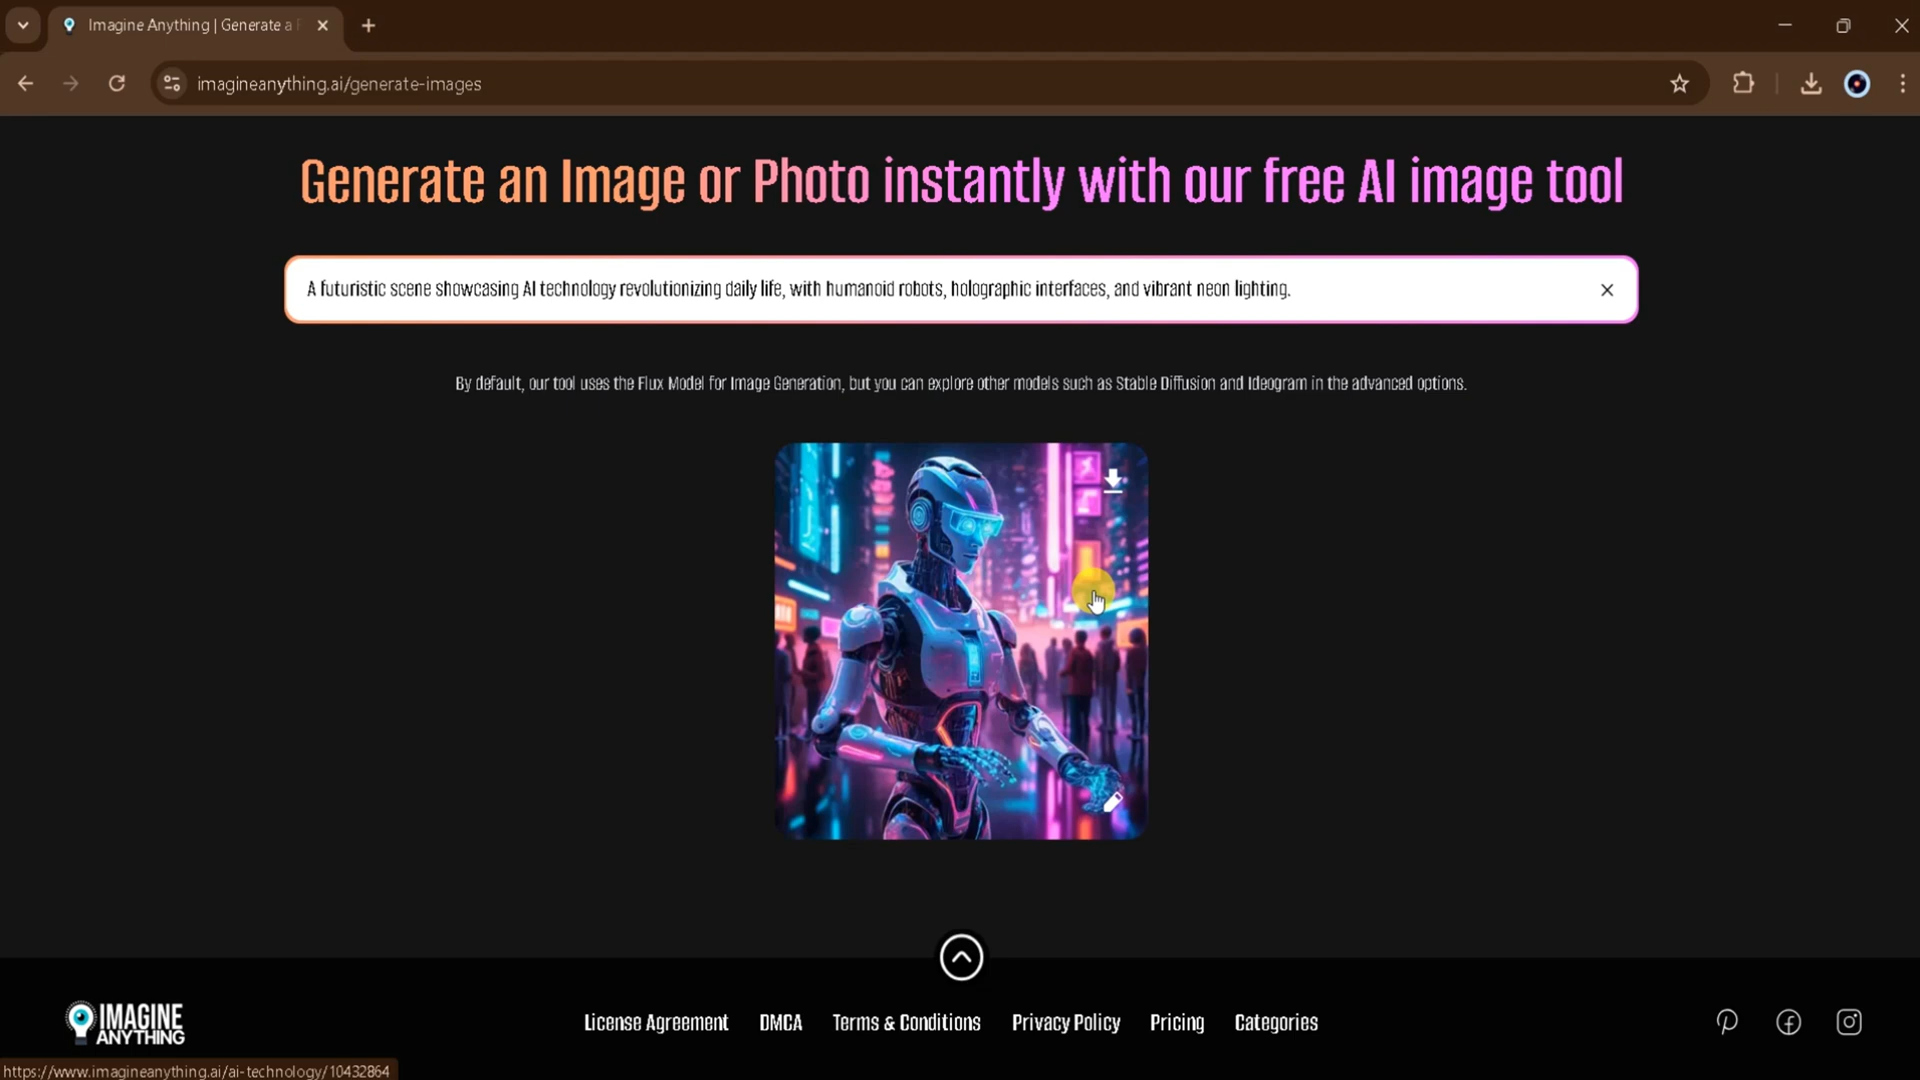 Imagine Anything | Generate a
imagineanything.ai/generate-images
Generate an Image or Photo instantly with our free AI image tool
A futuristic scene showcasing AI technology revolutionizing daily life, with humanoid robots, holographic interfaces, and vibrant neon lighting.
By default, our tool uses the Flux Model for Image Generation, but you can explore other models such as Stable Diffusion and Ideogram in the advanced options.
IMAGINE
ANYTHING
License Agreement DMCA Terms & Conditions Privacy Policy Pricing Categories
https://www.imagineanything.ai/ai-technology/10432864